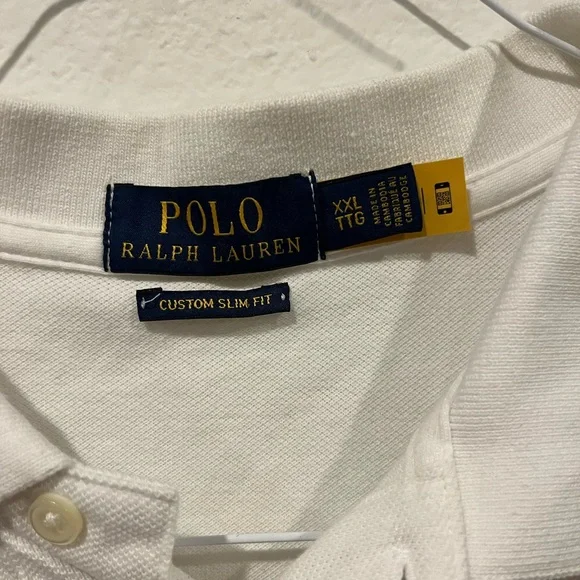 POLO
RALPH LAUREN
XXL
TTG
MADE IN
CAMBODIA
FABRIQUÉ AU
CAMBODGE
CUSTOM SLIM FIT